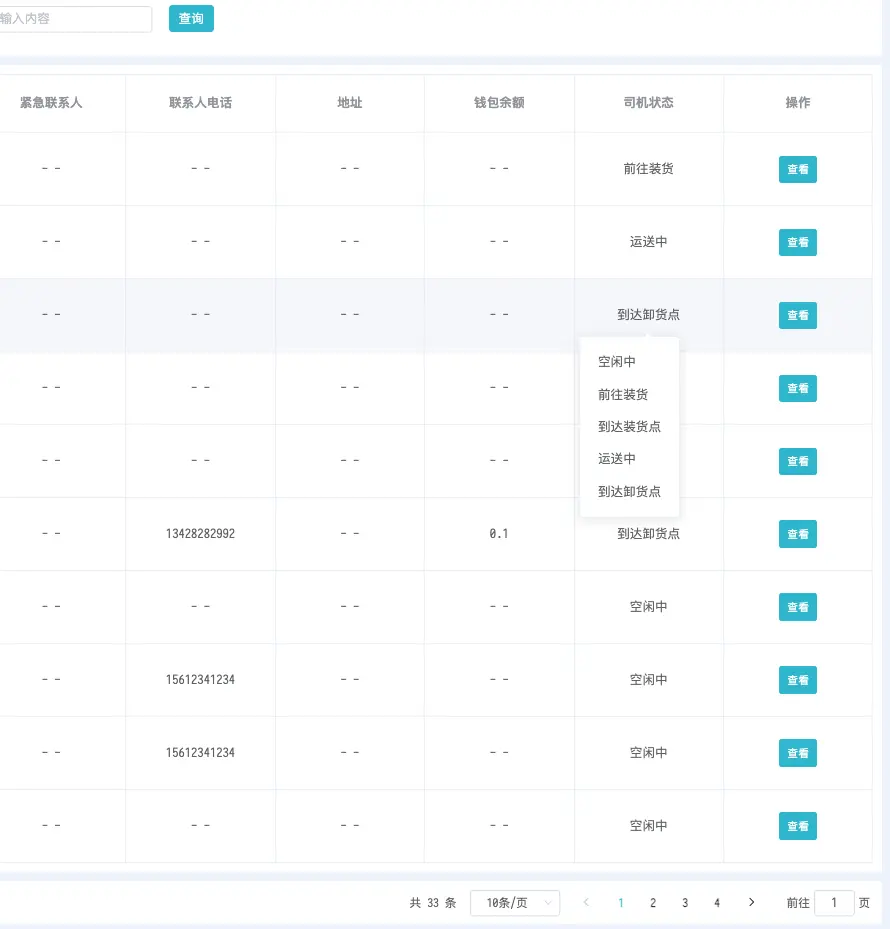 输入内容 查询
紧急联系人 联系人电话 地址 钱包余额 司机状态 操作
- - - - - - - - 前往装货 查看
- - - - - - - - 运送中 查看
- - - - - - - - 到达卸货点 查看
空闲中
- - - - - - - - 查看
前往装货
到达装货点
- - - - - - - - 查看
运送中
到达卸货点
- - 13428282992 - - 0.1 到达卸货点 查看
- - - - - - - - 空闲中 查看
- - 15612341234 - - - - 空闲中 查看
- - 15612341234 - - - - 空闲中 查看
- - - - - - - - 空闲中 查看
共 33 条 10条/页 < 1 2 3 4 > 前往 1 页